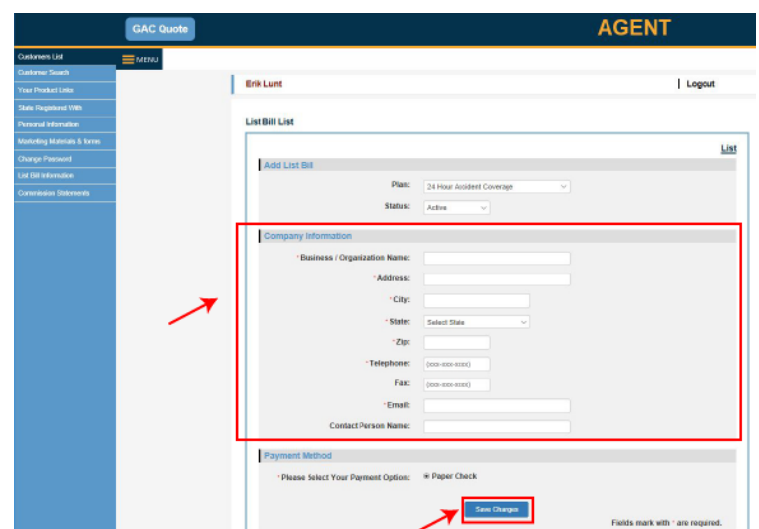 GAC Quote
AGENT
Customers List
MENU
Customer Search
Your Product Links
State Registered With
Personal Information
Marketing Materials & forms
Change Password
List Bill Information
Commission Statements
Erik Lunt
Logout
List Bill List
List
Add List Bill
Plan: 24 Hour Accident Coverage
Status: Active
Company Information
*Business / Organization Name:
*Address:
*City:
*State: Select State
*Zip:
*Telephone: (xxx-xxx-xxxx)
Fax: (xxx-xxx-xxxx)
*Email:
Contact Person Name:
Payment Method
*Please Select Your Payment Option: Paper Check
Save Changes
Fields mark with * are required.